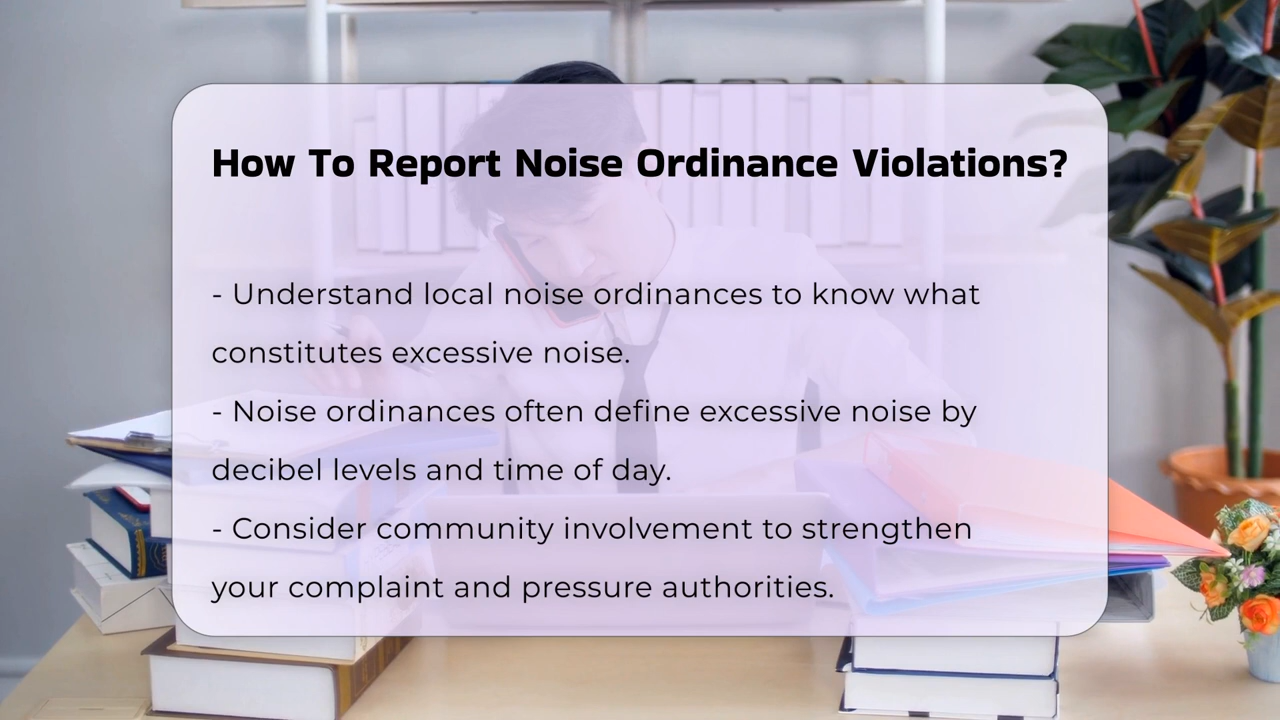 How To Report Noise Ordinance Violations?
- Understand local noise ordinances to know what
constitutes excessive noise.
- Noise ordinances often define excessive noise by
decibel levels and time of day.
- Consider community involvement to strengthen
your complaint and pressure authorities.